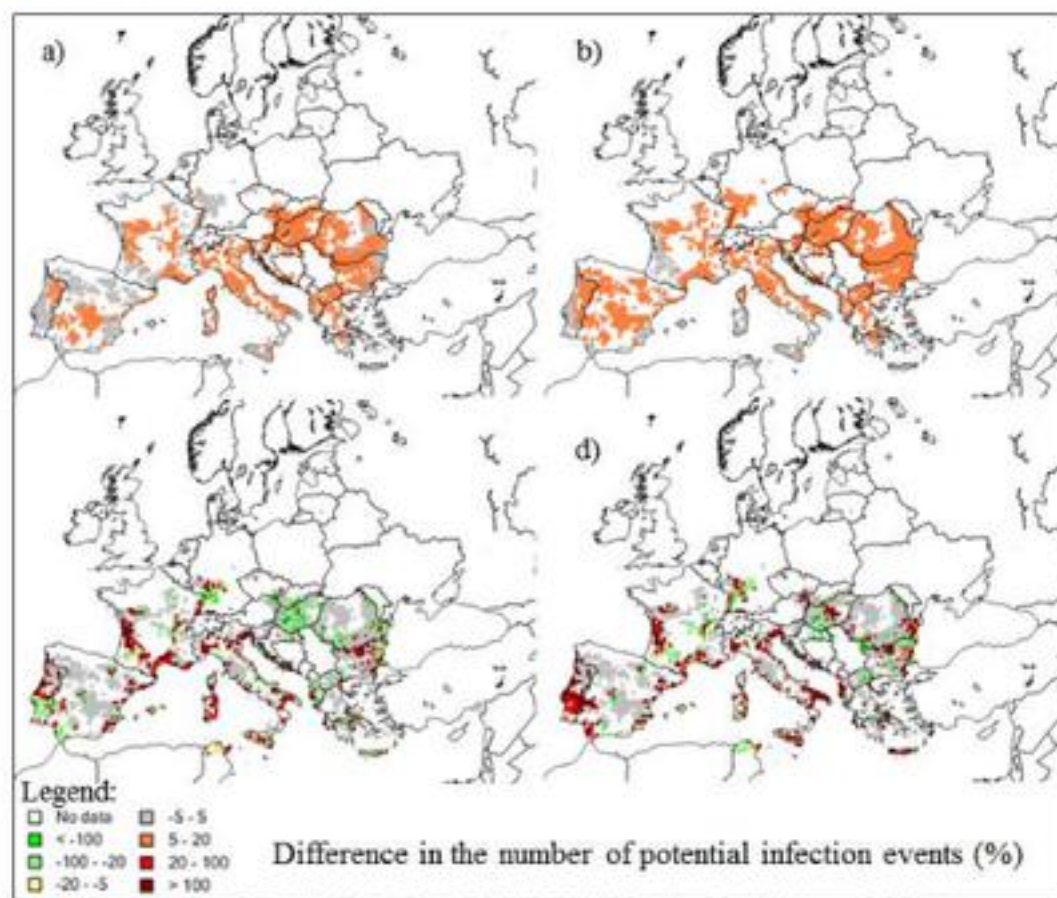 a)
b)
d)
Legend:
No data
< -100
-100 - -20
-20 - -5
-5 - 5
5 - 20
20 - 100
> 100
Difference in the number of potential infection events (%)